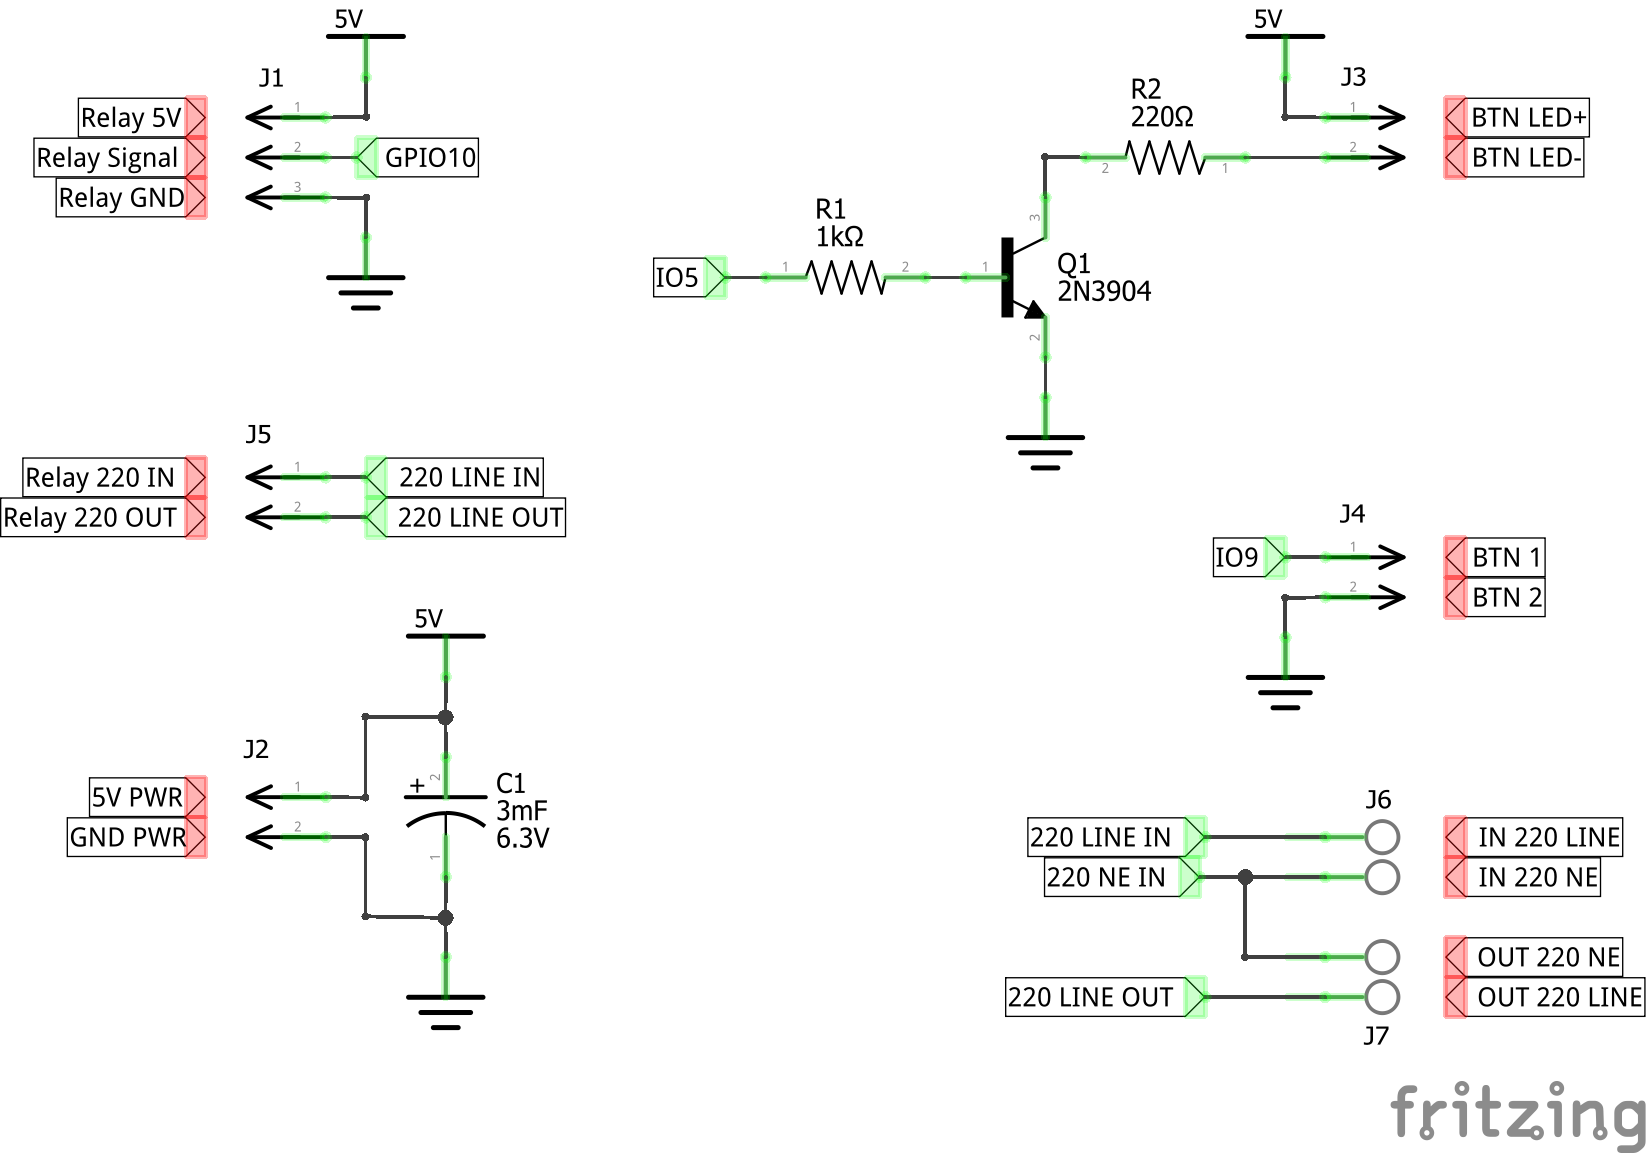 5V
J1
Relay 5V
1
Relay Signal
2
GPIO10
Relay GND
3
5V
J3
R2
220Ω
1
BTN LED+
2
1
2
BTN LED-
3
R1
1kΩ
IO5
1
2
1
Q1
2N3904
2
J5
Relay 220 IN
1
220 LINE IN
Relay 220 OUT
2
220 LINE OUT
J4
IO9
1
BTN 1
2
BTN 2
5V
J2
5V PWR
1
GND PWR
2
+
2
C1
3mF
6.3V
1
J6
220 LINE IN
IN 220 LINE
220 NE IN
IN 220 NE
OUT 220 NE
220 LINE OUT
OUT 220 LINE
J7
fritzing